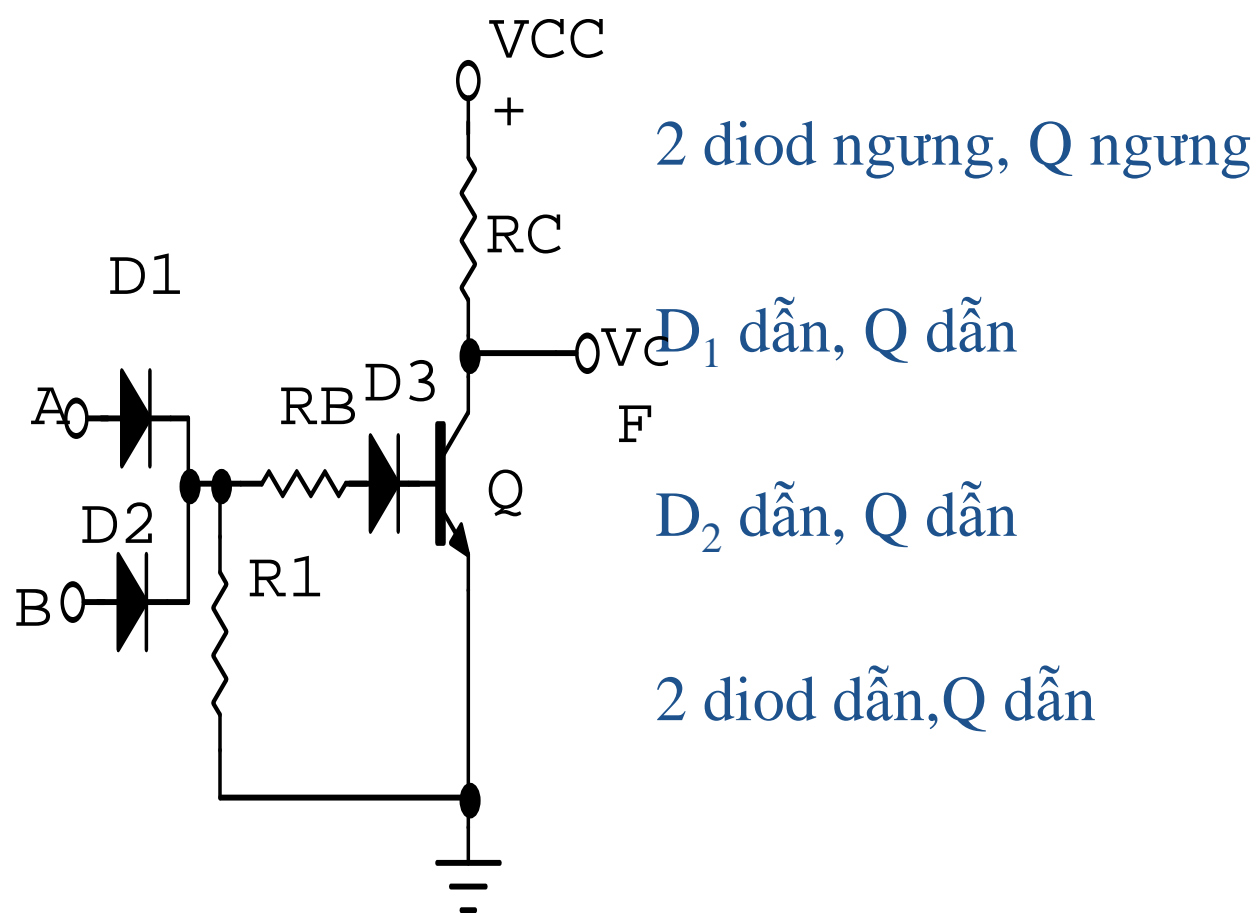 VCC
+
2 diod ngưng, Q ngưng
RC
D1
D₁ dẫn, Q dẫn
VC
D3
A
RB
F
Q
D2
D₂ dẫn, Q dẫn
R1
B
2 diod dẫn,Q dẫn